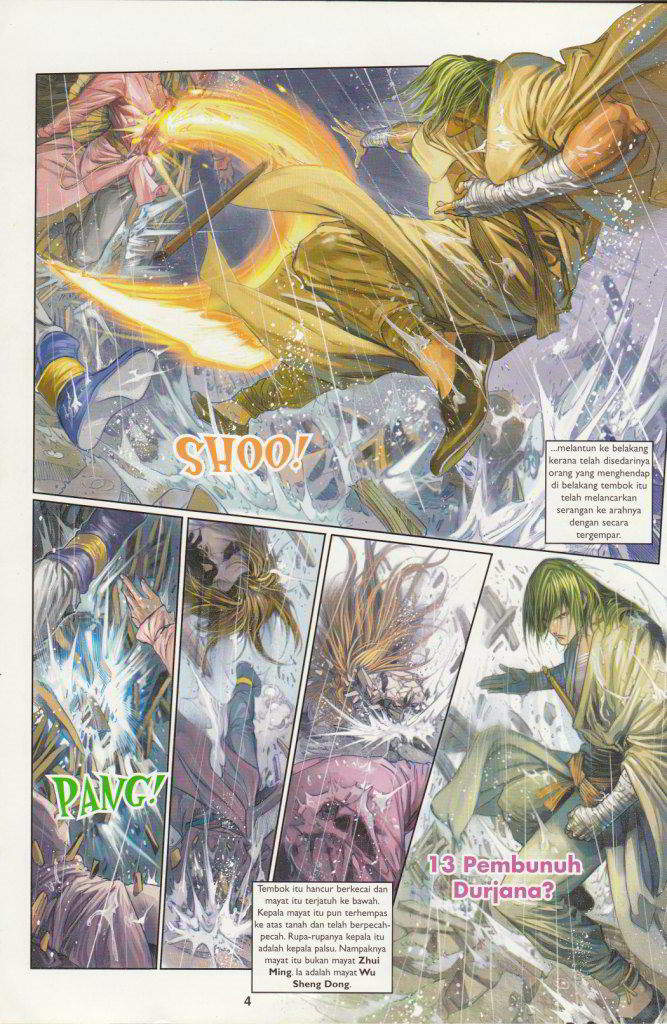 SHOO!
...melantun ke belakang
kerana telah disedarinya
orang yang menghendap
di belakang tembok itu
telah melancarkan
serangan ke arahnya
dengan secara
tergempar.
PANG!
Tembok itu hancur berkecai dan
mayat itu terjatuh ke bawah.
Kepala mayat itu pun terhempas
ke atas tanah dan telah berpecah-
pecah. Rupa-rupanya kepala itu
adalah kepala palsu. Nampaknya
mayat itu bukan mayat Zhui
Ming. Ia adalah mayat Wu
Sheng Dong.
13 Pembunuh
Durjana?
4